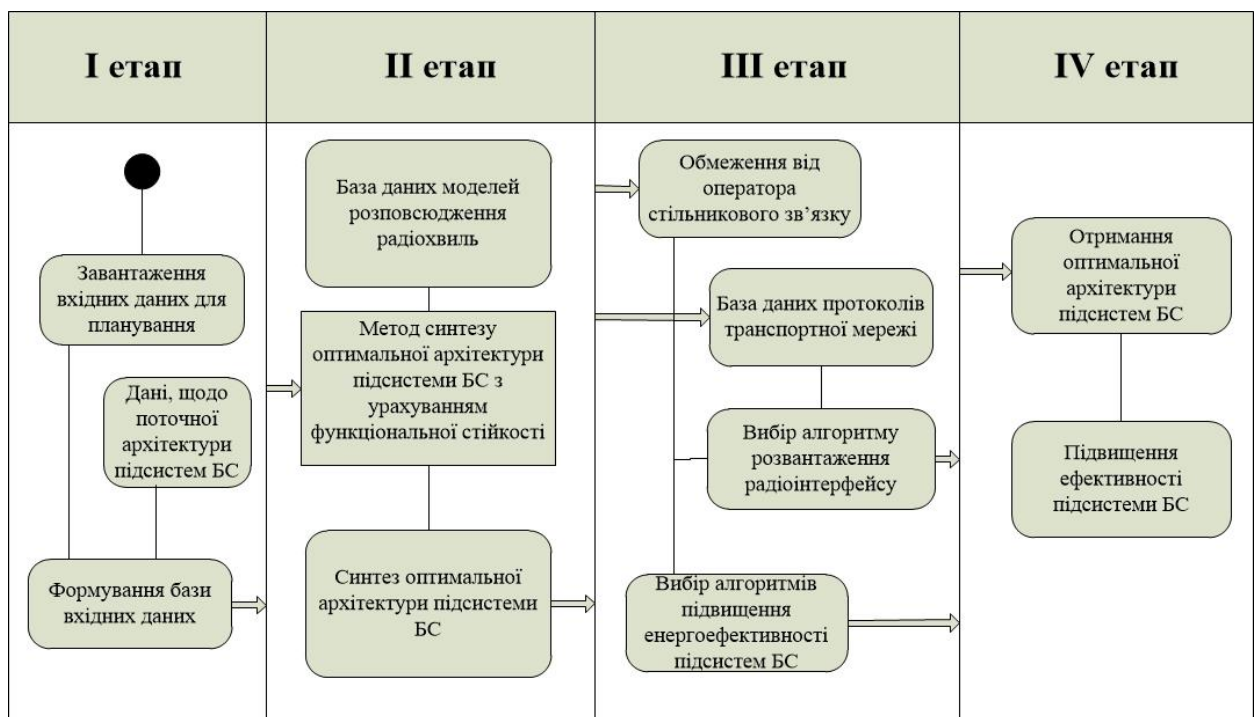 І етап
ІІ етап
ІІІ етап
IV етап
Завантаження
вхідних даних для
планування
Дані, щодо
поточної
архітектури
підсистем БС
Формування бази
вхідних даних
База даних моделей
розповсюдження
радіохвиль
Метод синтезу
оптимальної архітектури
підсистеми БС з
урахуванням
функціональної стійкості
Синтез оптимальної
архітектури підсистеми
БС
Обмеження від
оператора
стільникового зв’язку
База даних протоколів
транспортної мережі
Вибір алгоритму
розвантаження
радіоінтерфейсу
Вибір алгоритмів
підвищення
енергоефективності
підсистем БС
Отримання
оптимальної
архітектури
підсистем БС
Підвищення
ефективності
підсистеми БС